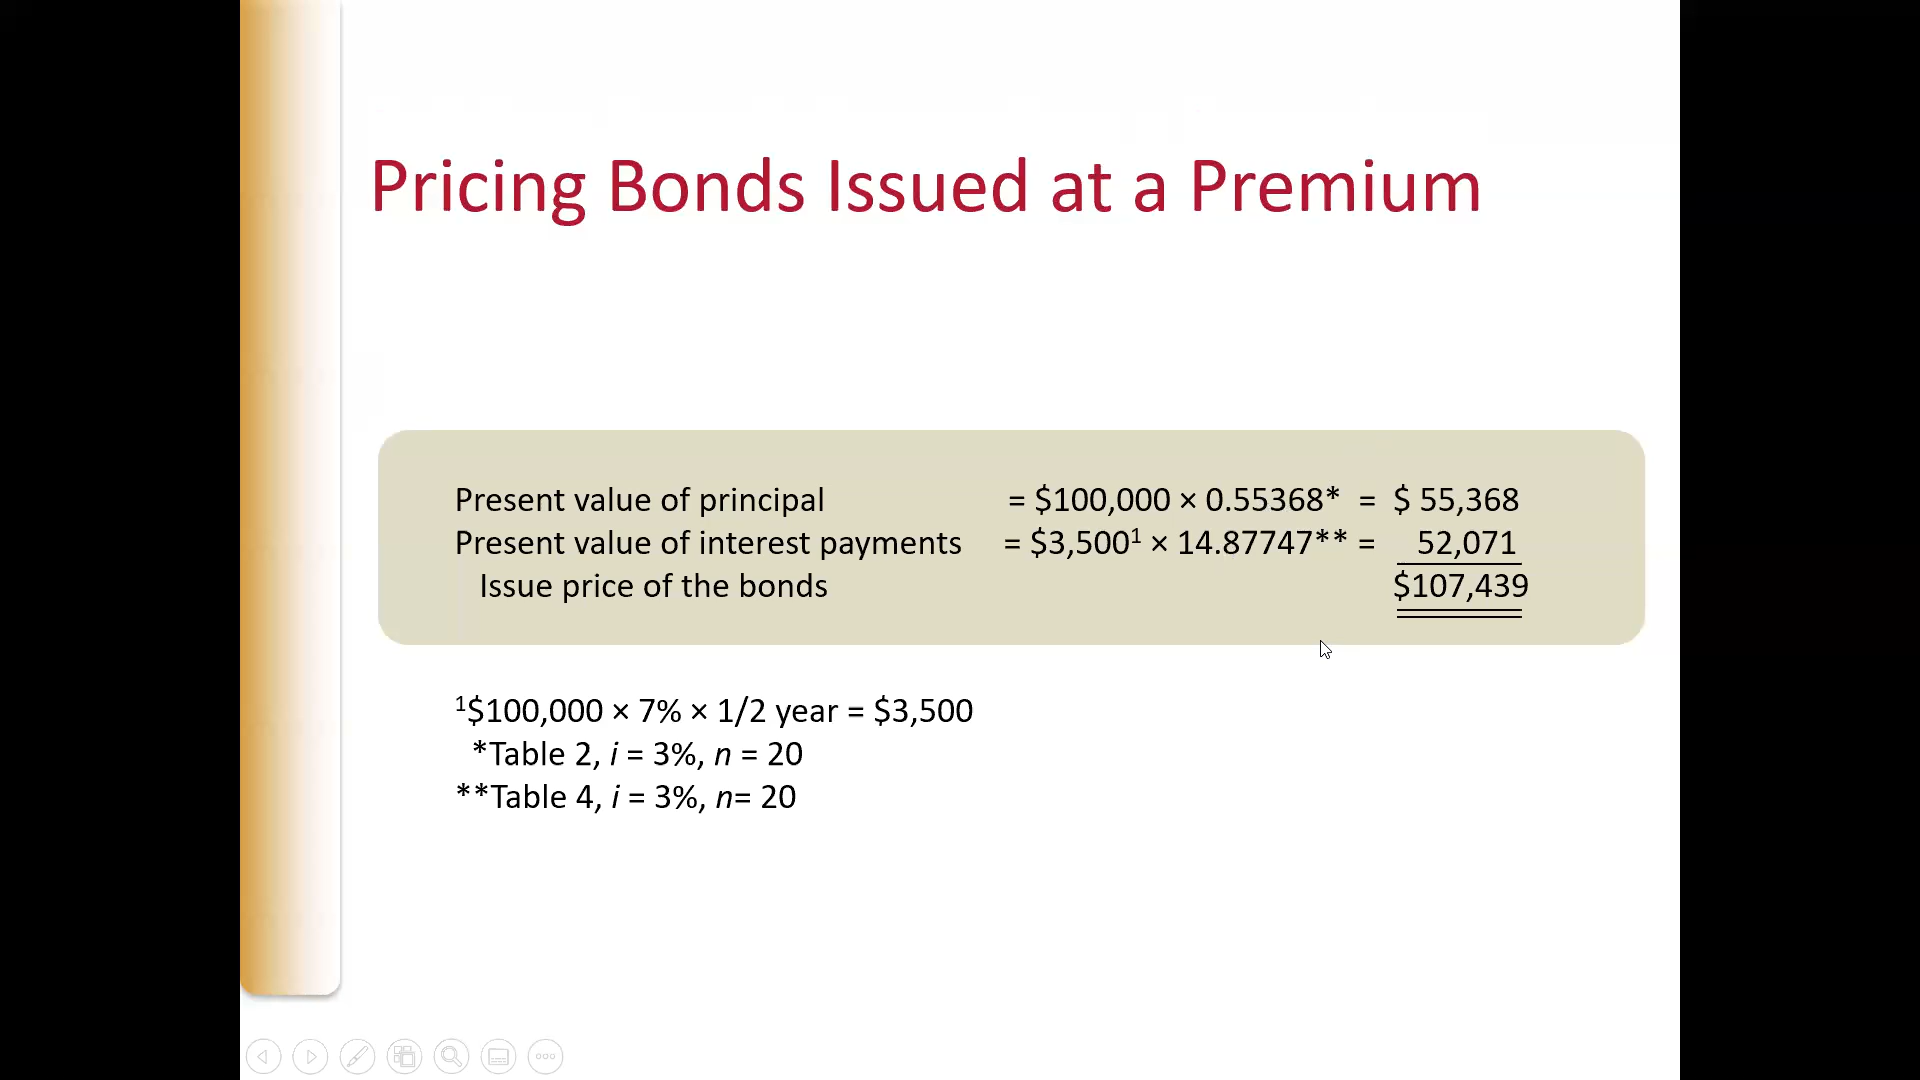 Pricing Bonds Issued at a Premium
Present value of principal = $100,000 × 0.55368* = $ 55,368
Present value of interest payments = $3,500¹ × 14.87747** = 52,071
Issue price of the bonds $107,439
¹$100,000 × 7% × 1/2 year = $3,500
*Table 2, i = 3%, n = 20
**Table 4, i = 3%, n= 20